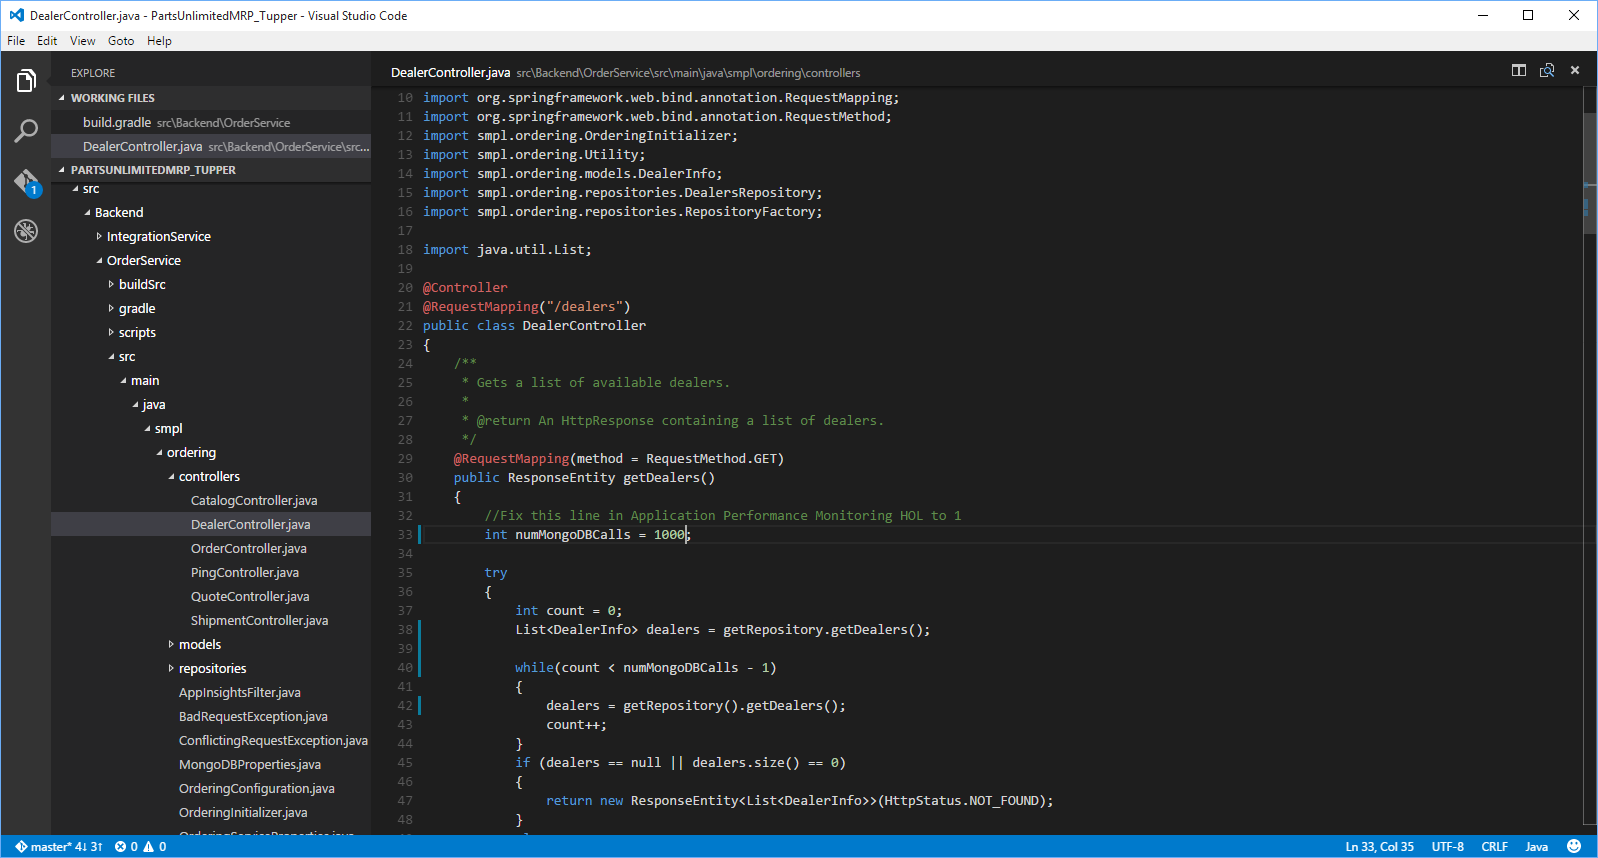 DealerController.java - PartsUnlimitedMRP_Tupper - Visual Studio Code
File Edit View Goto Help
EXPLORE
WORKING FILES
build.gradle src\Backend\OrderService
DealerController.java src\Backend\OrderService\src...
PARTSUNLIMITEDMRP_TUPPER
src
Backend
IntegrationService
OrderService
buildSrc
gradle
scripts
src
main
java
smpl
ordering
controllers
CatalogController.java
DealerController.java
OrderController.java
PingController.java
QuoteController.java
ShipmentController.java
models
repositories
AppInsightsFilter.java
BadRequestException.java
ConflictingRequestException.java
MongoDBProperties.java
OrderingConfiguration.java
OrderingInitializer.java
OrderingServiceProperties.java
1
DealerController.java src\Backend\OrderService\src\main\java\smpl\ordering\controllers
10 import org.springframework.web.bind.annotation.RequestMapping;
11 import org.springframework.web.bind.annotation.RequestMethod;
12 import smpl.ordering.OrderingInitializer;
13 import smpl.ordering.Utility;
14 import smpl.ordering.models.DealerInfo;
15 import smpl.ordering.repositories.DealersRepository;
16 import smpl.ordering.repositories.RepositoryFactory;
17
18 import java.util.List;
19
20 @Controller
21 @RequestMapping("/dealers")
22 public class DealerController
23 {
24 /**
25 * Gets a list of available dealers.
26 *
27 * @return An HttpResponse containing a list of dealers.
28 */
29 @RequestMapping(method = RequestMethod.GET)
30 public ResponseEntity getDealers()
31 {
32 //Fix this line in Application Performance Monitoring HOL to 1
33 int numMongoDBCalls = 1000;
34
35 try
36 {
37 int count = 0;
38 List<DealerInfo> dealers = getRepository.getDealers();
39
40 while(count < numMongoDBCalls - 1)
41 {
42 dealers = getRepository().getDealers();
43 count++;
44 }
45 if (dealers == null || dealers.size() == 0)
46 {
47 return new ResponseEntity<List<DealerInfo>>(HttpStatus.NOT_FOUND);
48 }
master* 4↓ 3↑ 0 0
Ln 33, Col 35 UTF-8 CRLF Java